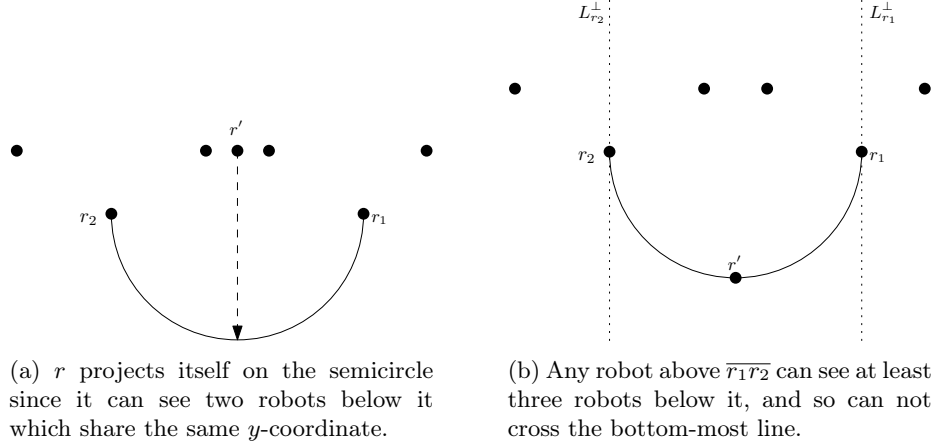 r′
r₂
r₁
(a) r projects itself on the semicircle
since it can see two robots below it
which share the same y-coordinate.
L⊥r₂
L⊥r₁
r₂
r₁
r′
(b) Any robot above r₁r₂ can see at least
three robots below it, and so can not
cross the bottom-most line.